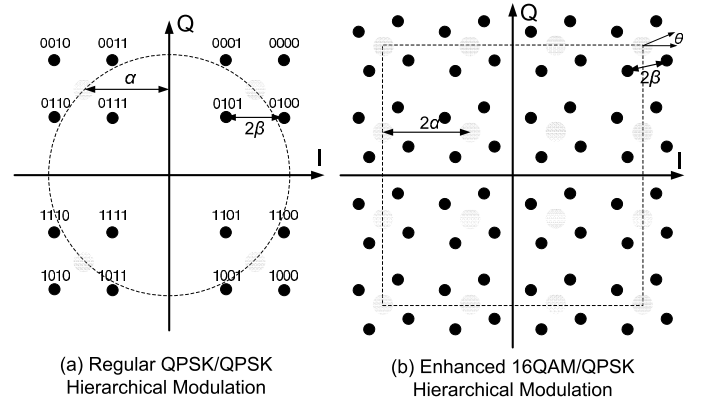 Q
0010 0011 0001 0000
α
0110 0111 0101 0100
2β
I
1110 1111 1101 1100
1010 1011 1001 1000
(a) Regular QPSK/QPSK
Hierarchical Modulation
Q
θ
2β
2α
I
(b) Enhanced 16QAM/QPSK
Hierarchical Modulation